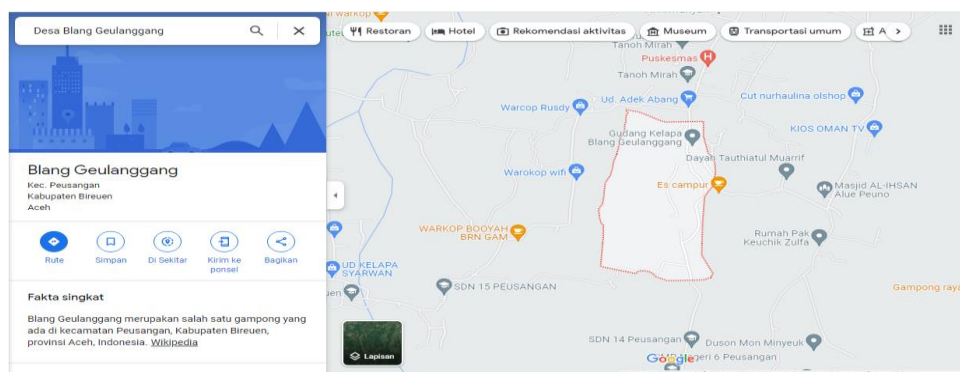 Desa Blang Geulanggang
Restoran
Hotel
Rekomendasi aktivitas
Museum
Transportasi umum
Blang Geulanggang
Kec. Peusangan
Kabupaten Bireuen
Aceh
Rute
Simpan
Di Sekitar
Kirim ke
ponsel
Bagikan
Fakta singkat
Blang Geulanggang merupakan salah satu gampong yang
ada di kecamatan Peusangan, Kabupaten Bireuen,
provinsi Aceh, Indonesia. Wikipedia
Tanoh Mirah
Puskesmas
Tanoh Mirah
Ud. Adek Abang
Warcop Rusdy
Cut nurhaulina olshop
KIOS OMAN TV
Gudang Kelapa
Blang Geulanggang
Dayah Tauthiatul Muarrif
Warokop wifi
Es campur
Masjid AL-IHSAN
Alue Peuno
WARKOP BOOYAH
BRN GAM
Rumah Pak
Keuchik Zulfa
UD KELAPA
SYARWAN
SDN 15 PEUSANGAN
Gampong raya
SDN 14 Peusangan
Duson Mon Minyeuk
Google
Negeri 6 Peusangan
Lapisan